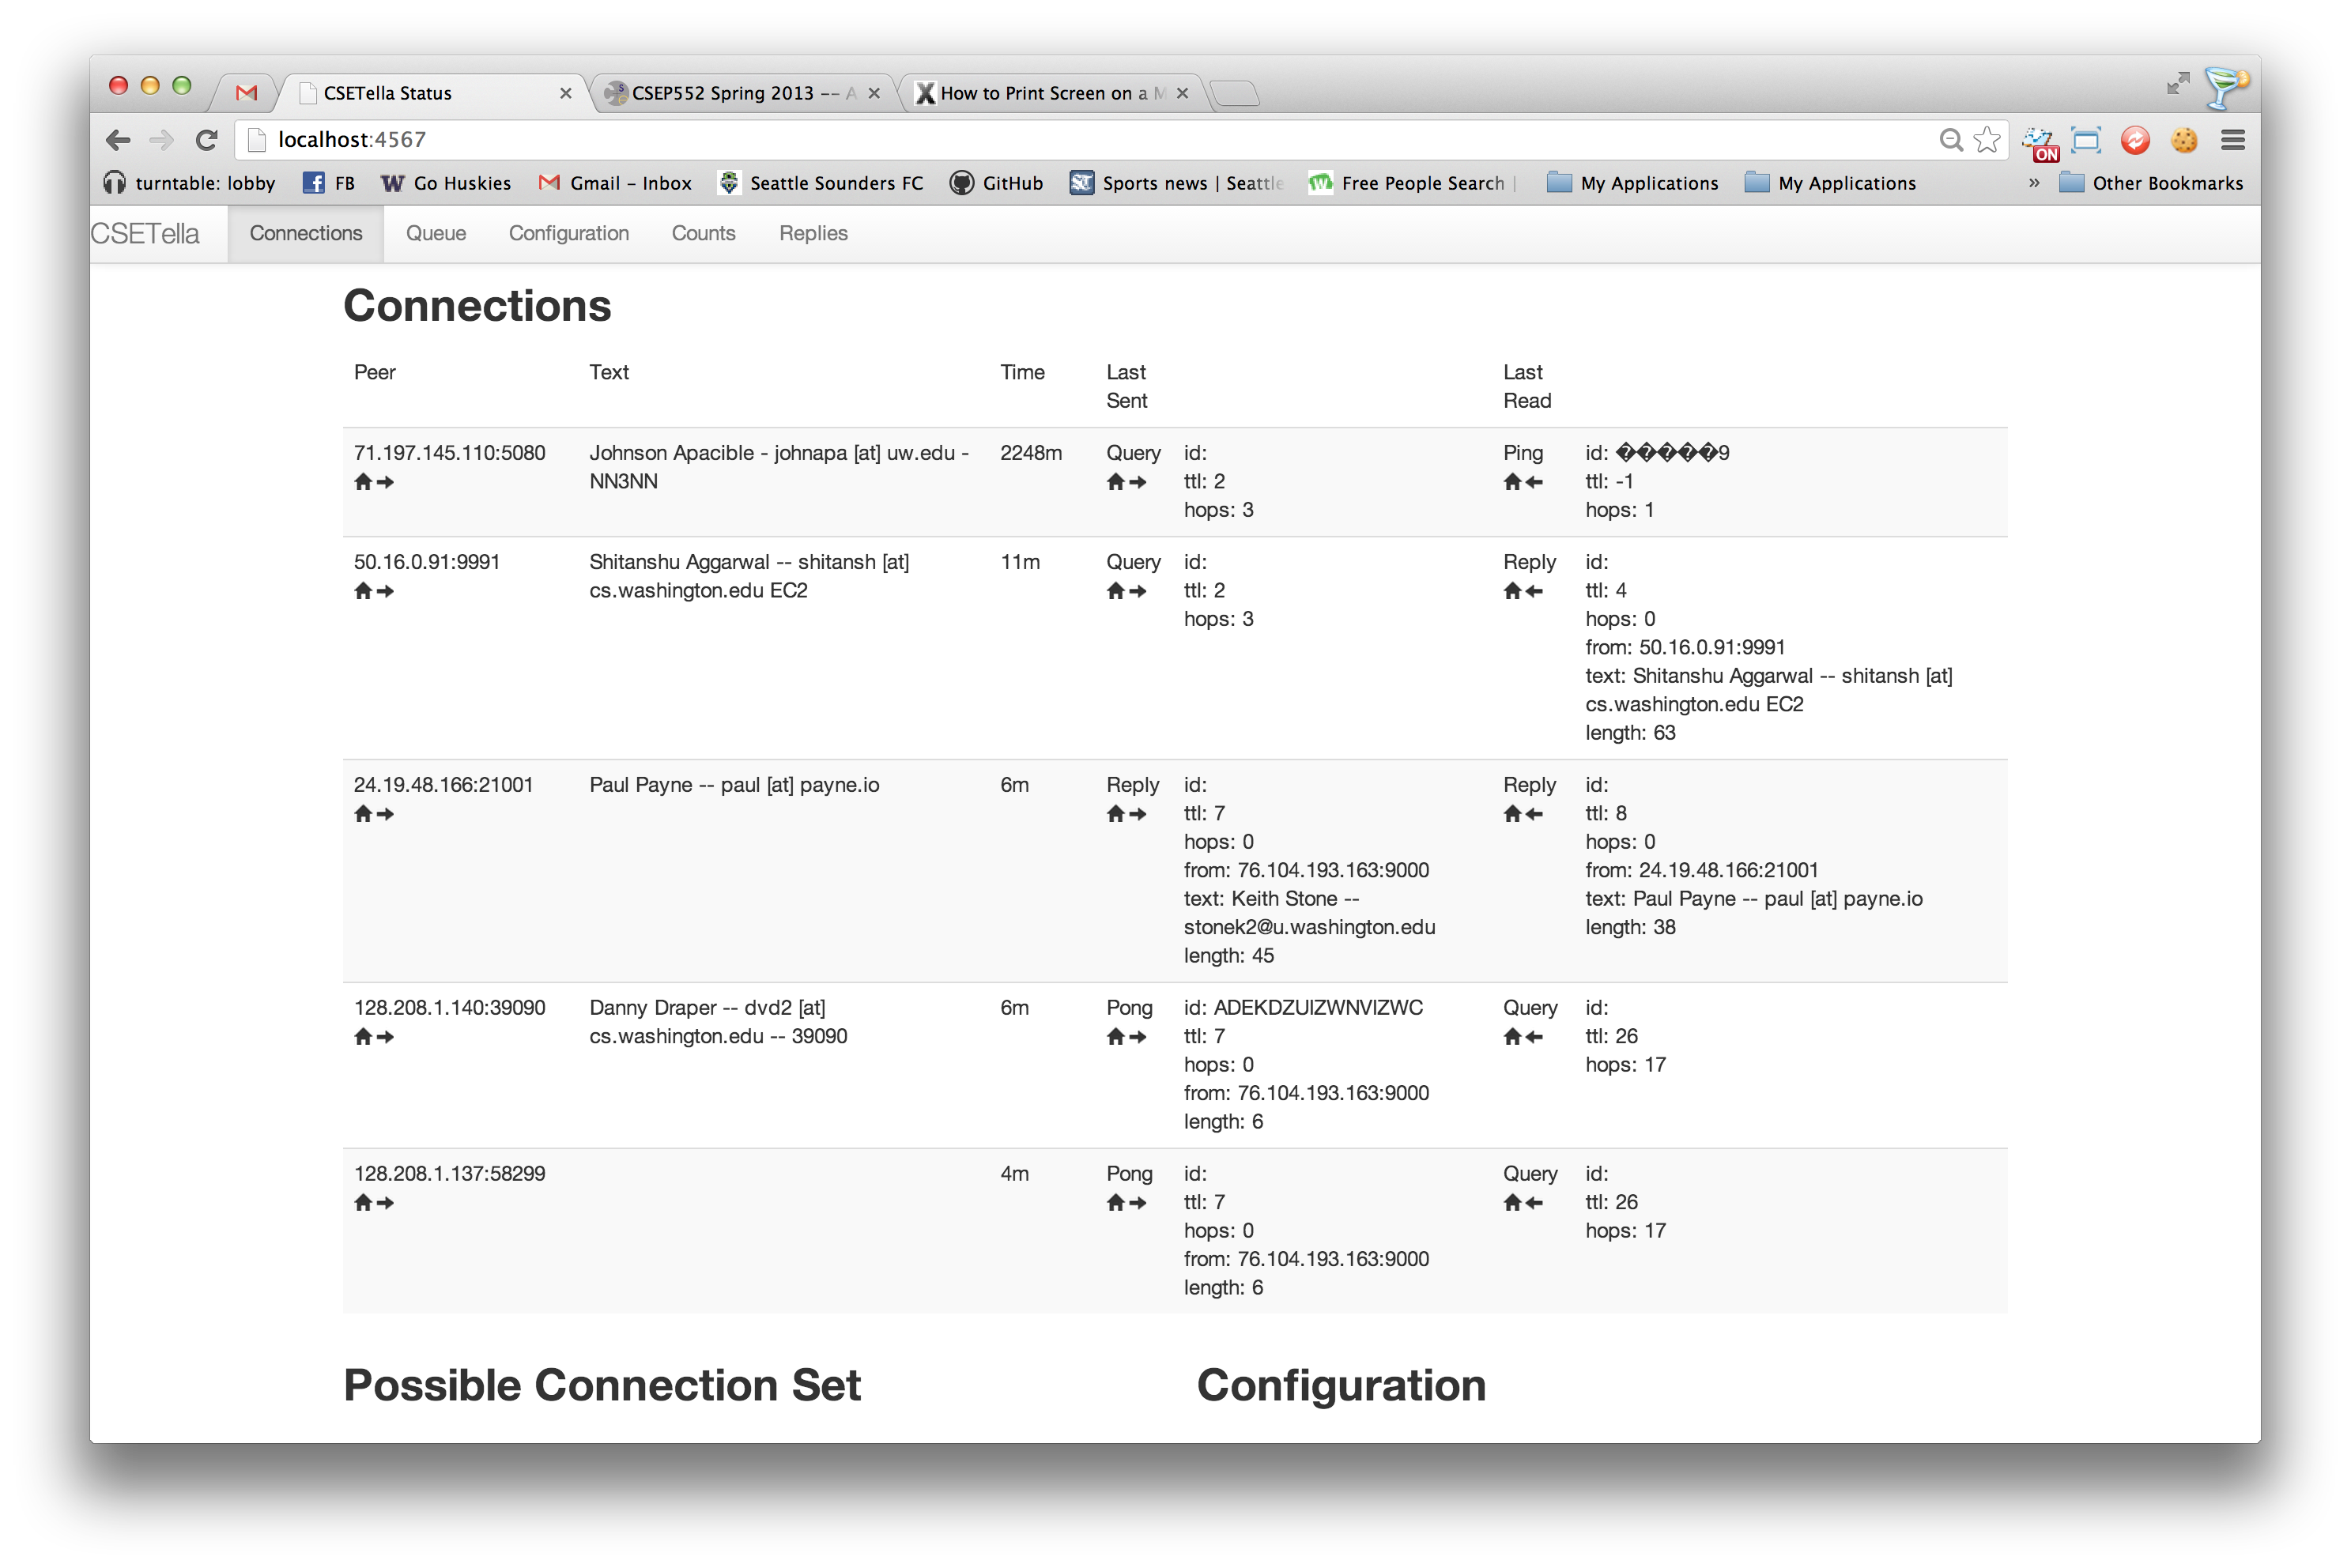 CSETella Status
CSEP552 Spring 2013 -- A
How to Print Screen on a M
localhost:4567
ON
turntable: lobby
FB
Go Huskies
Gmail - Inbox
Seattle Sounders FC
GitHub
Sports news | Seattle
Free People Search |
My Applications
My Applications
»
Other Bookmarks
CSETella
Connections
Queue
Configuration
Counts
Replies
Connections
Peer
Text
Time
Last
Sent
Last
Read
71.197.145.110:5080
Johnson Apacible - johnapa [at] uw.edu -
NN3NN
2248m
Query
id:
ttl: 2
hops: 3
Ping
id: �����9
ttl: -1
hops: 1
50.16.0.91:9991
Shitanshu Aggarwal -- shitansh [at]
cs.washington.edu EC2
11m
Query
id:
ttl: 2
hops: 3
Reply
id:
ttl: 4
hops: 0
from: 50.16.0.91:9991
text: Shitanshu Aggarwal -- shitansh [at]
cs.washington.edu EC2
length: 63
24.19.48.166:21001
Paul Payne -- paul [at] payne.io
6m
Reply
id:
ttl: 7
hops: 0
from: 76.104.193.163:9000
text: Keith Stone --
stonek2@u.washington.edu
length: 45
Reply
id:
ttl: 8
hops: 0
from: 24.19.48.166:21001
text: Paul Payne -- paul [at] payne.io
length: 38
128.208.1.140:39090
Danny Draper -- dvd2 [at]
cs.washington.edu -- 39090
6m
Pong
id: ADEKDZUIZWNVIZWC
ttl: 7
hops: 0
from: 76.104.193.163:9000
length: 6
Query
id:
ttl: 26
hops: 17
128.208.1.137:58299
4m
Pong
id:
ttl: 7
hops: 0
from: 76.104.193.163:9000
length: 6
Query
id:
ttl: 26
hops: 17
Possible Connection Set
Configuration